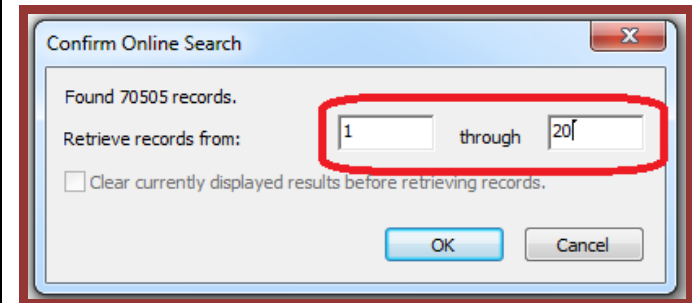 Confirm Online Search
Found 70505 records.
Retrieve records from: 1 through 20
Clear currently displayed results before retrieving records.
OK Cancel